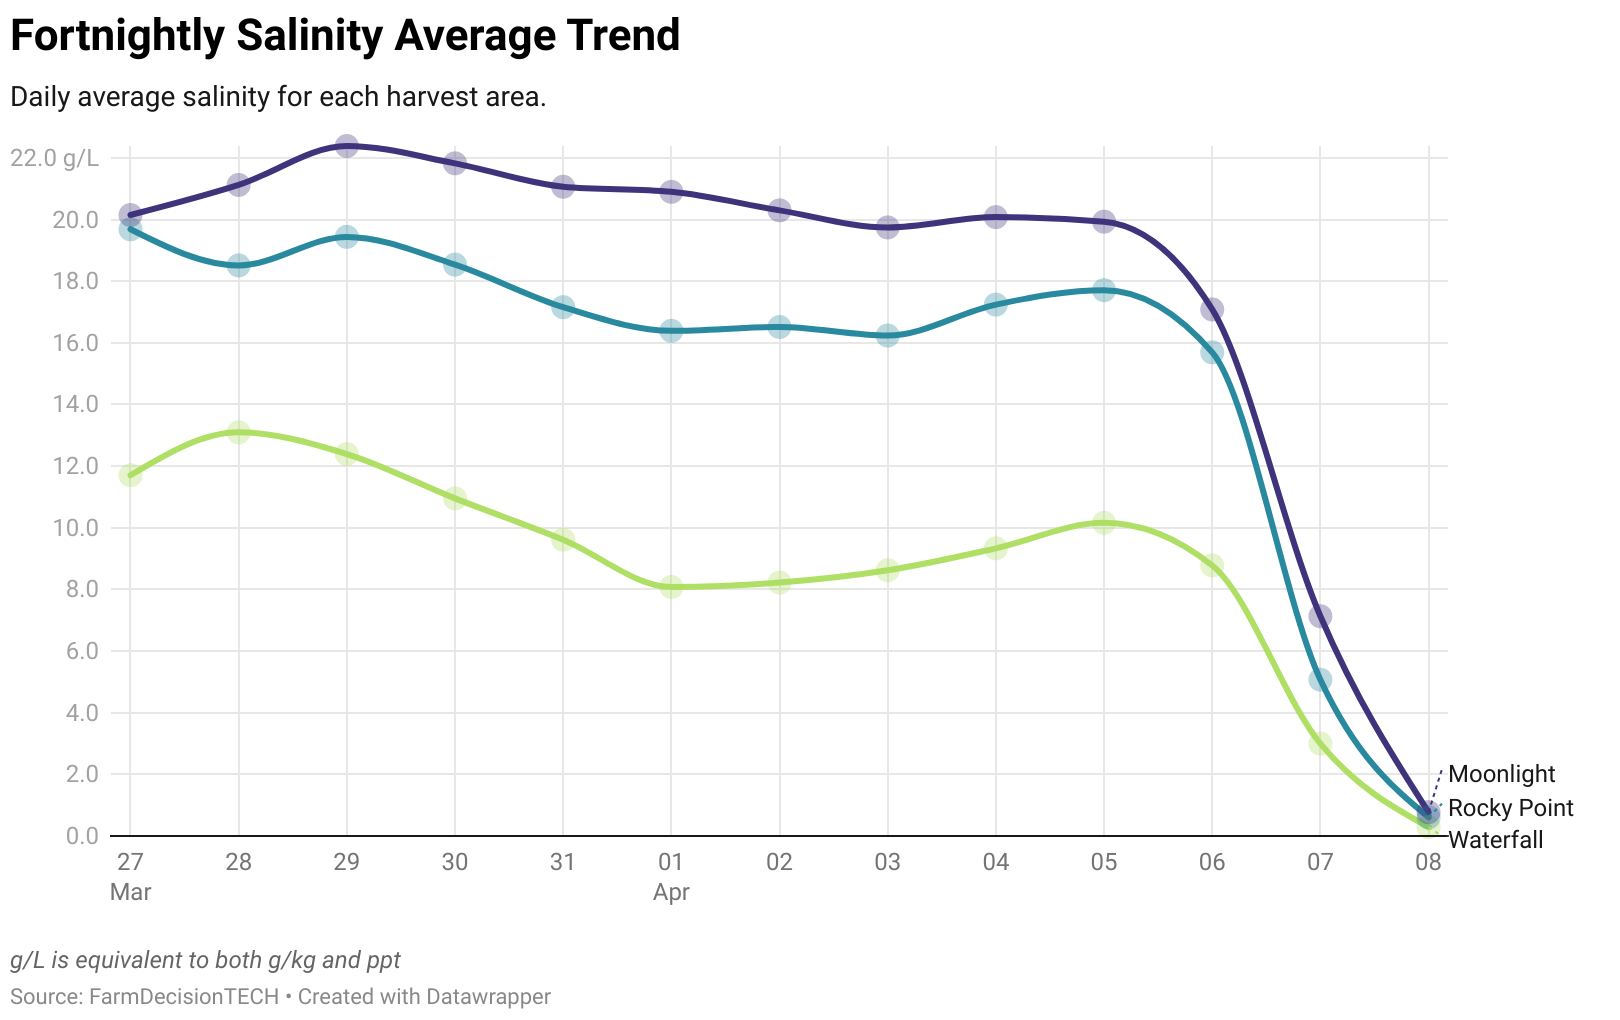 Fortnightly Salinity Average Trend
Daily average salinity for each harvest area.
22.0 g/L
20.0
18.0
16.0
14.0
12.0
10.0
8.0
6.0
4.0
2.0
0.0
Moonlight
Rocky Point
Waterfall
27 28 29 30 31 01 02 03 04 05 06 07 08
Mar Apr
g/L is equivalent to both g/kg and ppt
Source: FarmDecisionTECH • Created with Datawrapper